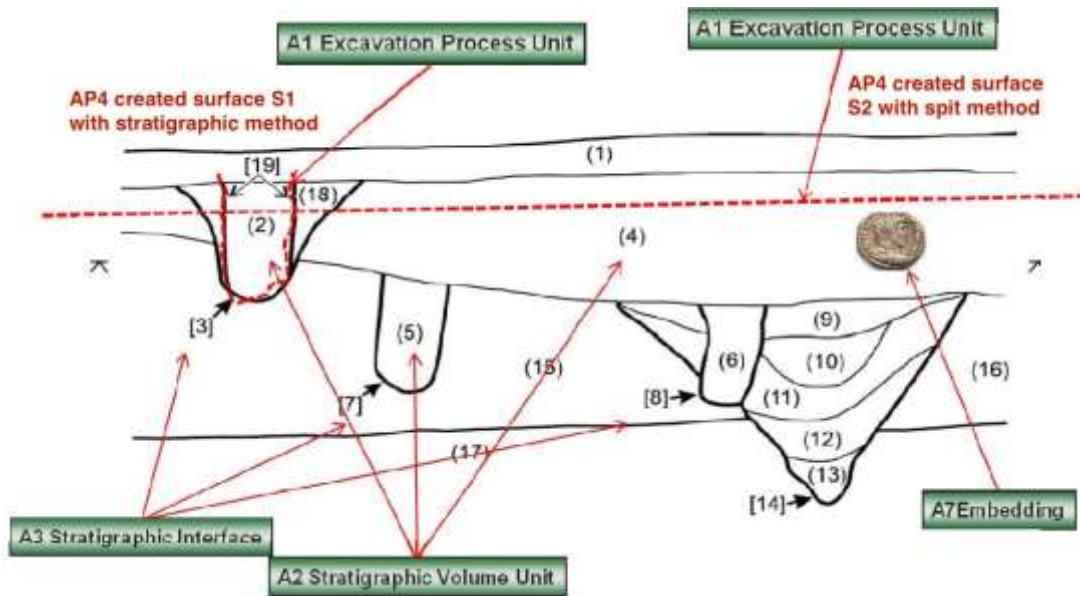 A1 Excavation Process Unit
A1 Excavation Process Unit
AP4 created surface S1
with stratigraphic method
AP4 created surface
S2 with spit method
(1)
[19]
(18)
(2)
(4)
[3]
(5)
(9)
(6)
(10)
(15)
(16)
[7]
[8]
(11)
(12)
(17)
(13)
[14]
A3 Stratigraphic Interface
A2 Stratigraphic Volume Unit
A7Embedding